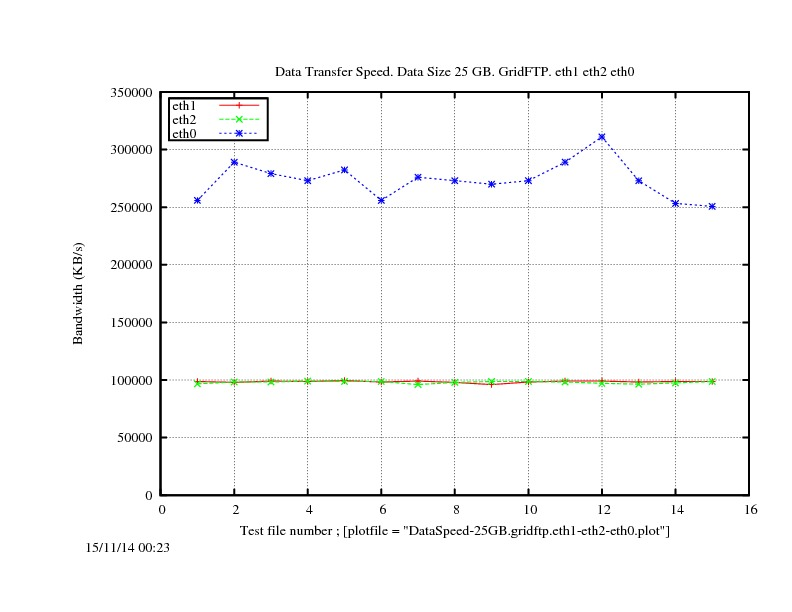 Data Transfer Speed. Data Size 25 GB. GridFTP. eth1 eth2 eth0
350000
eth1
eth2
eth0
300000
250000
200000
150000
100000
50000
0
Bandwidth (KB/s)
0 2 4 6 8 10 12 14 16
Test file number ; [plotfile = "DataSpeed-25GB.gridftp.eth1-eth2-eth0.plot"]
15/11/14 00:23